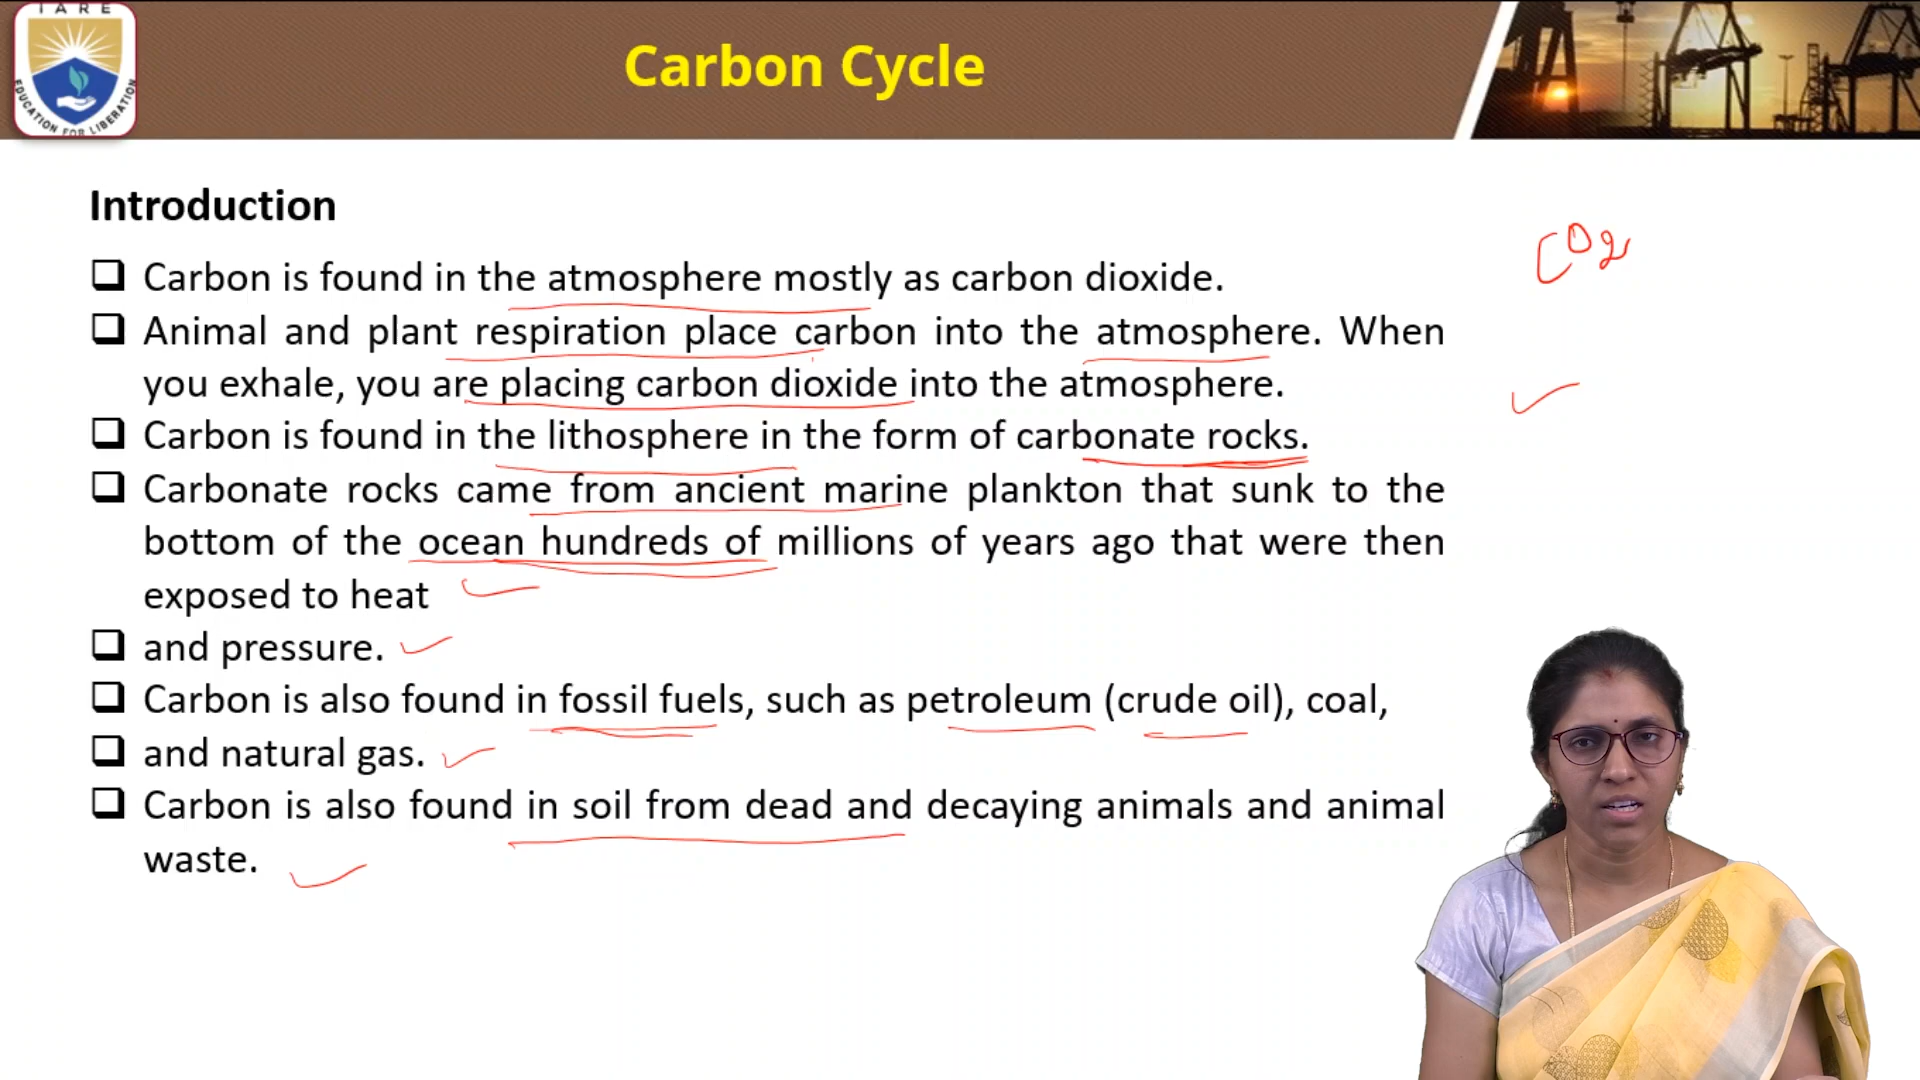 IARE
EDUCATION FOR LIBERATION
Carbon Cycle
Introduction
CO2
❑ Carbon is found in the atmosphere mostly as carbon dioxide.
❑ Animal and plant respiration place carbon into the atmosphere. When
you exhale, you are placing carbon dioxide into the atmosphere.
❑ Carbon is found in the lithosphere in the form of carbonate rocks.
❑ Carbonate rocks came from ancient marine plankton that sunk to the
bottom of the ocean hundreds of millions of years ago that were then
exposed to heat
❑ and pressure.
❑ Carbon is also found in fossil fuels, such as petroleum (crude oil), coal,
❑ and natural gas.
❑ Carbon is also found in soil from dead and decaying animals and animal
waste.